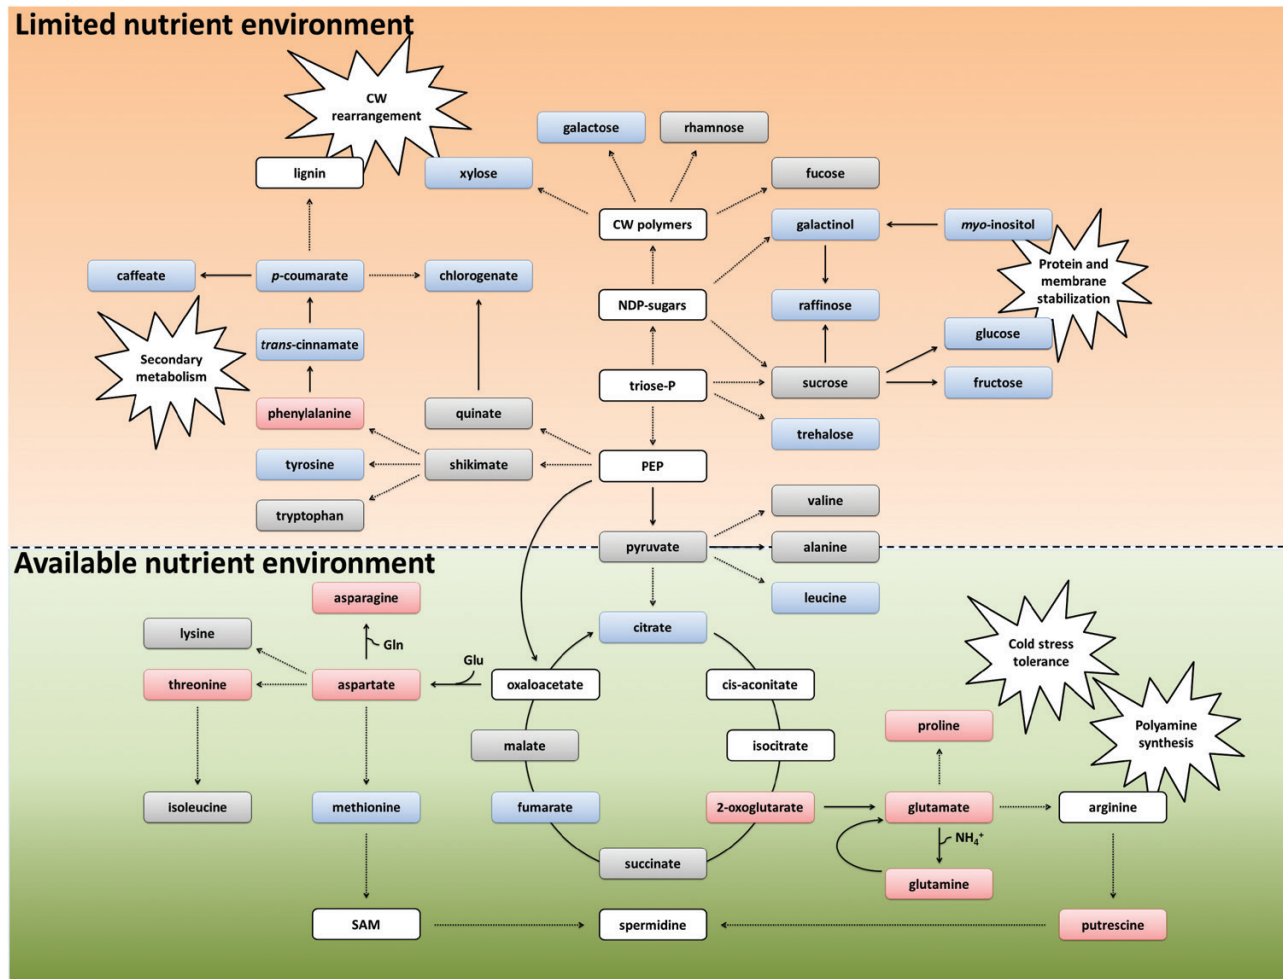 Limited nutrient environment
CW
rearrangement
galactose
rhamnose
lignin
xylose
fucose
CW polymers
galactinol
myo-inositol
Protein and
membrane
stabilization
caffeate
p-coumarate
chlorogenate
NDP-sugars
raffinose
trans-cinnamate
glucose
Secondary
metabolism
triose-P
sucrose
fructose
phenylalanine
quinate
trehalose
tyrosine
shikimate
PEP
tryptophan
valine
pyruvate
alanine
Available nutrient environment
asparagine
leucine
lysine
Gln
citrate
Cold stress
tolerance
threonine
aspartate
Glu
oxaloacetate
cis-aconitate
malate
isocitrate
proline
Polyamine
synthesis
isoleucine
methionine
fumarate
2-oxoglutarate
glutamate
arginine
NH₄⁺
succinate
glutamine
SAM
spermidine
putrescine